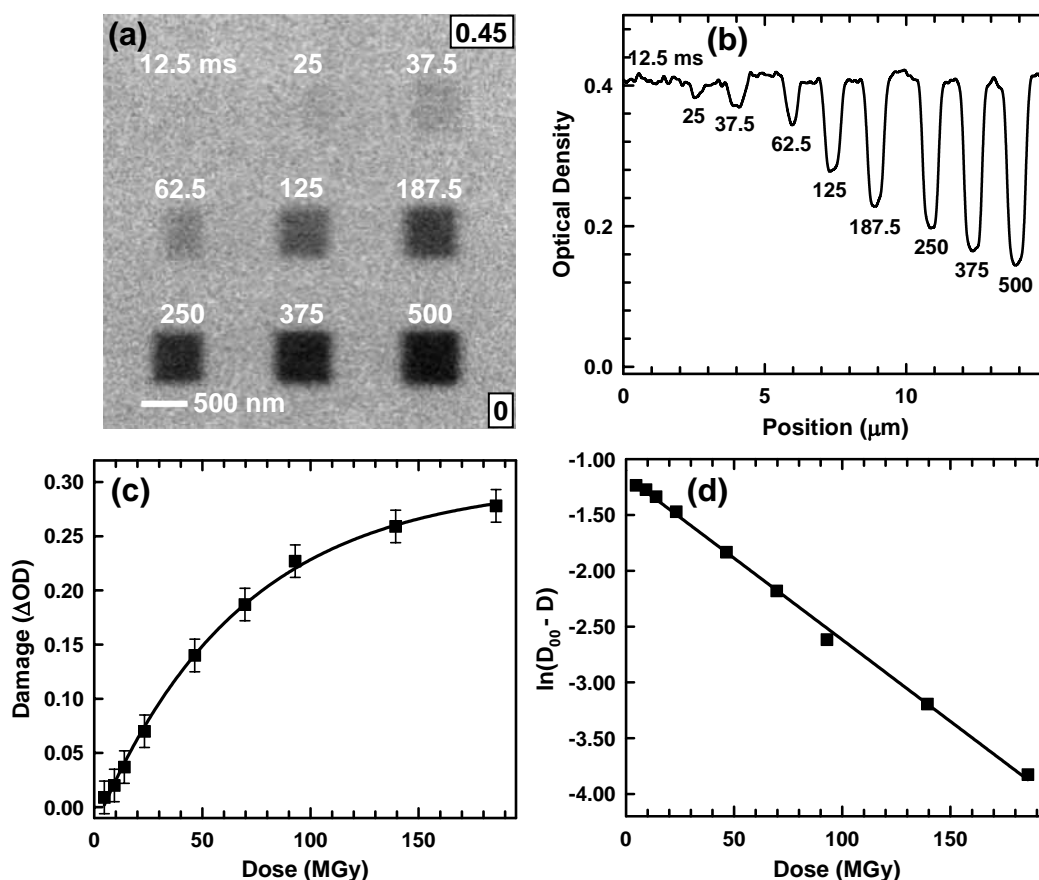 (a)
0.45
12.5 ms 25 37.5
62.5 125 187.5
250 375 500
500 nm
0
(b)
Optical Density
0.4
0.2
0.0
12.5 ms
25
37.5
62.5
125
187.5
250
375
500
0 5 10
Position (μm)
(c)
Damage (ΔOD)
0.30
0.25
0.20
0.15
0.10
0.05
0.00
0 50 100 150
Dose (MGy)
(d)
ln(D00 - D)
-1.00
-1.50
-2.00
-2.50
-3.00
-3.50
-4.00
0 50 100 150
Dose (MGy)